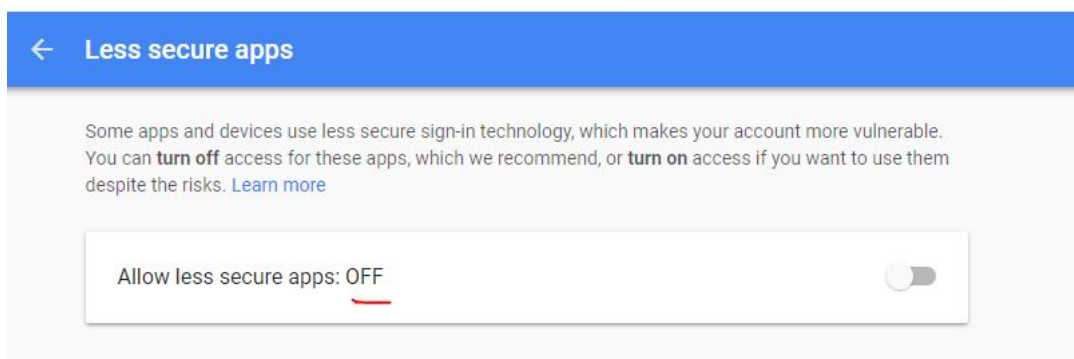 Less secure apps
Some apps and devices use less secure sign-in technology, which makes your account more vulnerable.
You can turn off access for these apps, which we recommend, or turn on access if you want to use them
despite the risks. Learn more
Allow less secure apps: OFF